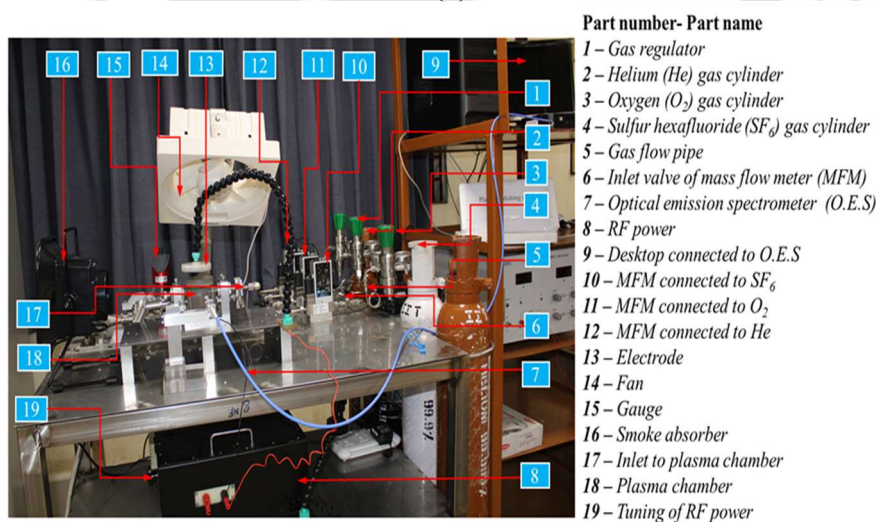 Part number- Part name
1 – Gas regulator
2 – Helium (He) gas cylinder
3 – Oxygen (O₂) gas cylinder
4 – Sulfur hexafluoride (SF₆) gas cylinder
5 – Gas flow pipe
6 – Inlet valve of mass flow meter (MFM)
7 – Optical emission spectrometer (O.E.S)
8 – RF power
9 – Desktop connected to O.E.S
10 – MFM connected to SF₆
11 – MFM connected to O₂
12 – MFM connected to He
13 – Electrode
14 – Fan
15 – Gauge
16 – Smoke absorber
17 – Inlet to plasma chamber
18 – Plasma chamber
19 – Tuning of RF power
16 15 14 13 12 11 10 9
1
2
3
4
5
17
6
18
7
19
8